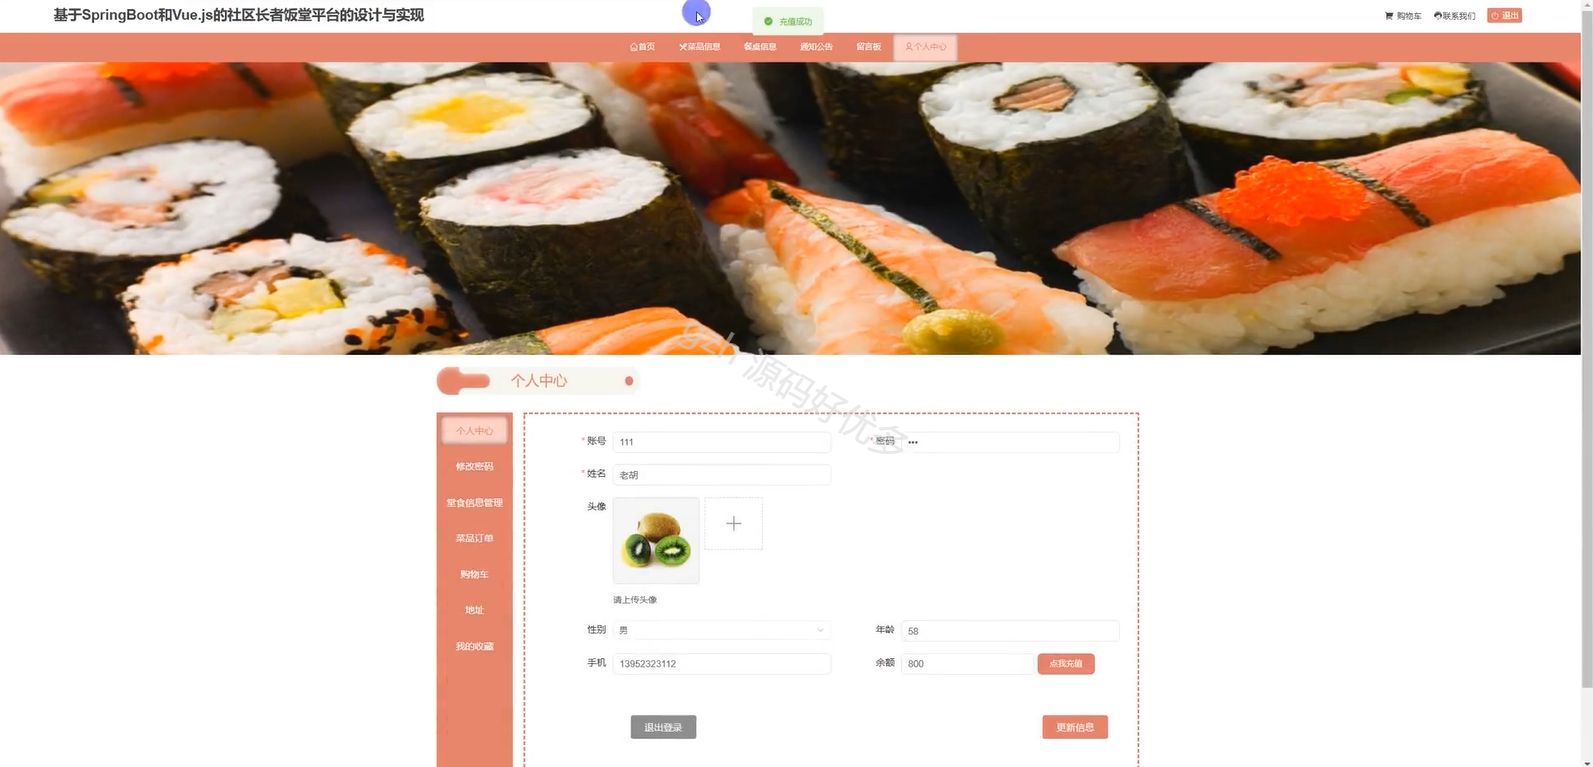 基于SpringBoot和Vue.js的社区长者饭堂平台的设计与实现
充值成功
购物车 联系我们 退出
首页 菜品信息 餐桌信息 通知公告 留言板 个人中心
gzh 源码好优多
个人中心
个人中心
修改密码
堂食信息管理
菜品订单
购物车
地址
我的收藏
* 账号 111 * 密码 •••
* 姓名 老胡
头像
请上传头像
性别 男 年龄 58
手机 13952323112 余额 800 点我充值
退出登录 更新信息